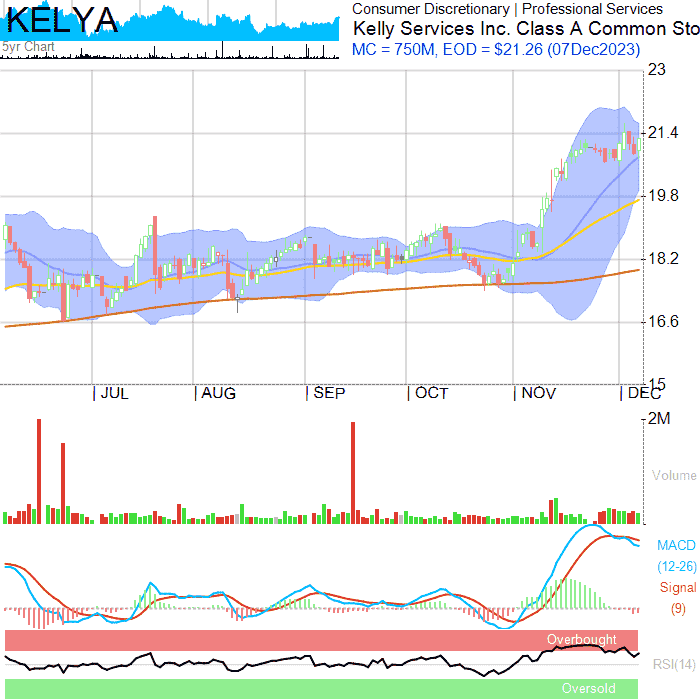 KELYA
5yr Chart
Consumer Discretionary | Professional Services
Kelly Services Inc. Class A Common Sto
MC = 750M, EOD = $21.26 (07Dec2023)
23
21.4
19.8
18.2
16.6
15
| JUL | AUG | SEP | OCT | NOV | DEC
2M
Volume
MACD
(12-26)
Signal
(9)
Overbought
RSI(14)
Oversold